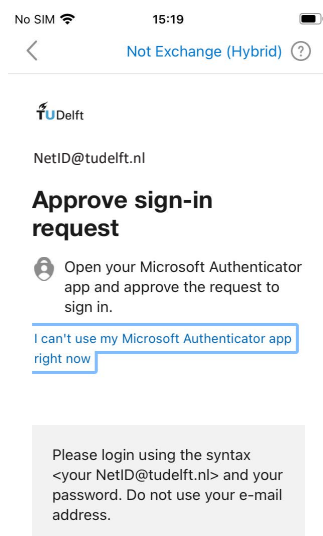 No SIM 15:19
Not Exchange (Hybrid) ?
TUDelft
NetID@tudelft.nl
Approve sign-in
request
Open your Microsoft Authenticator
app and approve the request to
sign in.
I can't use my Microsoft Authenticator app
right now
Please login using the syntax
<your NetID@tudelft.nl> and your
password. Do not use your e-mail
address.